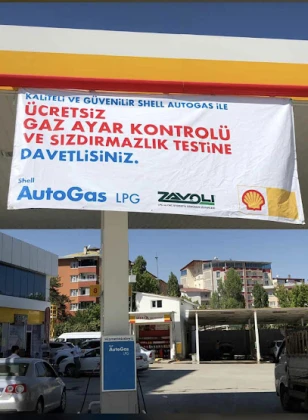 KALİTELİ VE GÜVENİLİR SHELL AUTOGAS İLE
ÜCRETSİZ
GAZ AYAR KONTROLÜ
VE SIZDIRMAZLIK TESTİNE
DAVETLİSİNİZ.
Shell
AutoGas LPG
ZAVOLI
AutoGas LPG